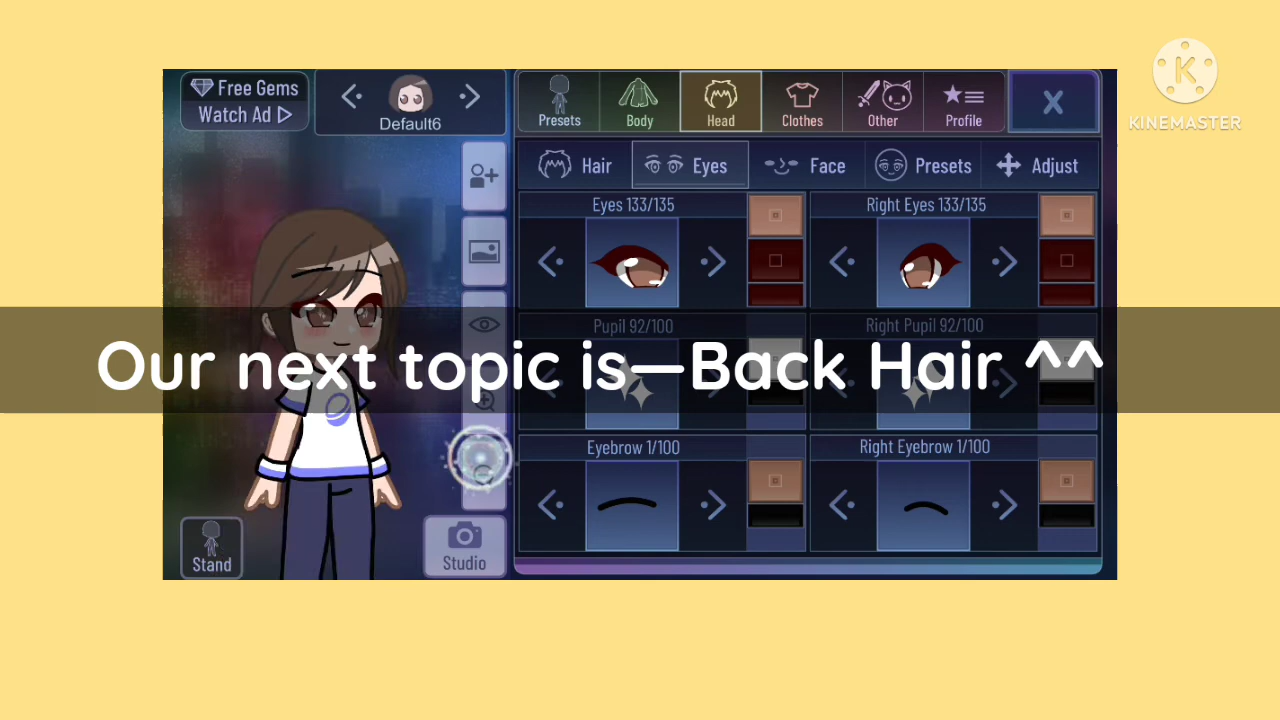 Free Gems
Watch Ad
Default6
Presets
Body
Head
Clothes
Other
Profile
X
KINEMASTER
Hair
Eyes
Face
Presets
Adjust
Eyes 133/135
Right Eyes 133/135
Pupil 92/100
Right Pupil 92/100
Our next topic is—Back Hair ^^
Eyebrow 1/100
Right Eyebrow 1/100
Stand
Studio